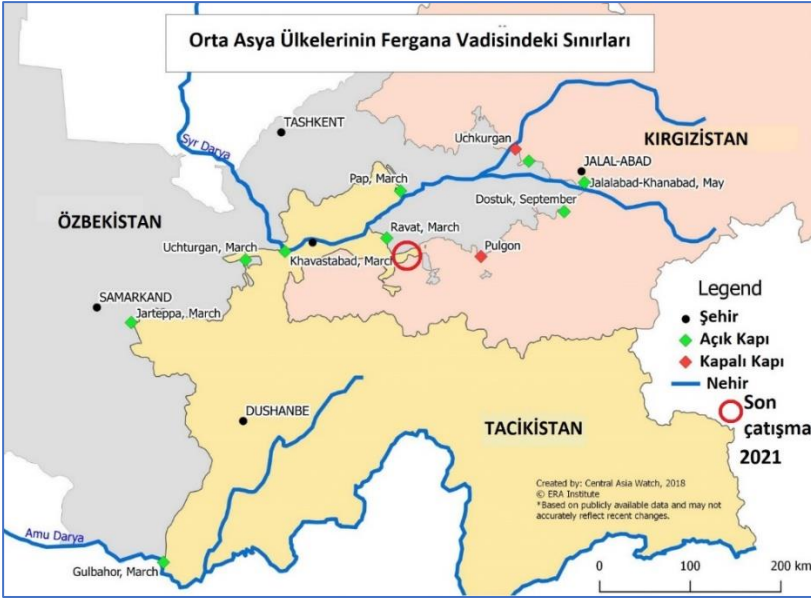 Orta Asya Ülkelerinin Fergana Vadisindeki Sınırları
TASHKENT
Syr Darya
Uchkurgan
KIRGIZİSTAN
JALAL-ABAD
Jalalabad-Khanabad, May
Pap, March
Dostuk, September
ÖZBEKİSTAN
Ravat, March
Uchturgan, March
Khavastabad, March
Pulgon
SAMARKAND
Jarteppa, March
Legend
Şehir
Açık Kapı
Kapalı Kapı
Nehir
Son
çatışma
2021
DUSHANBE
TACİKİSTAN
Created by: Central Asia Watch, 2018
© ERA Institute
*Based on publicly available data and may not
accurately reflect recent changes.
Amu Darya
Gulbahor, March
0 100 200 km